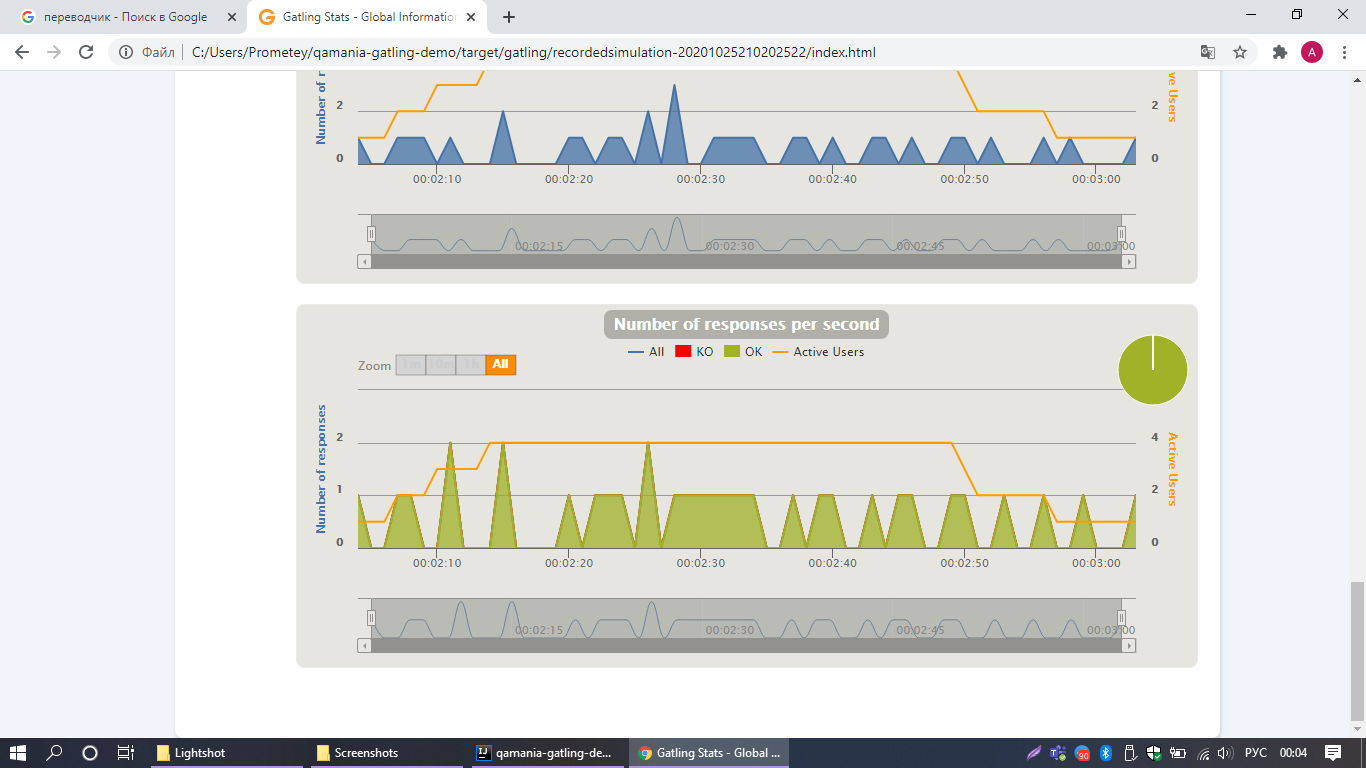 переводчик - Поиск в Google
Gatling Stats - Global Information
Файл
C:/Users/Prometey/qamania-gatling-demo/target/gatling/recordedsimulation-20201025210202522/index.html
A
Number of r
2
0
2
0
ve Users
00:02:10
00:02:20
00:02:30
00:02:40
00:02:50
00:03:00
00:02:15
00:02:30
00:02:45
00:03:00
Number of responses per second
All
KO
OK
Active Users
Zoom
1m
10m
1h
All
Number of responses
2
1
0
4
2
0
Active Users
00:02:10
00:02:20
00:02:30
00:02:40
00:02:50
00:03:00
00:02:15
00:02:30
00:02:45
00:03:00
Lightshot
Screenshots
qamania-gatling-de...
Gatling Stats - Global ...
90
РУС
00:04